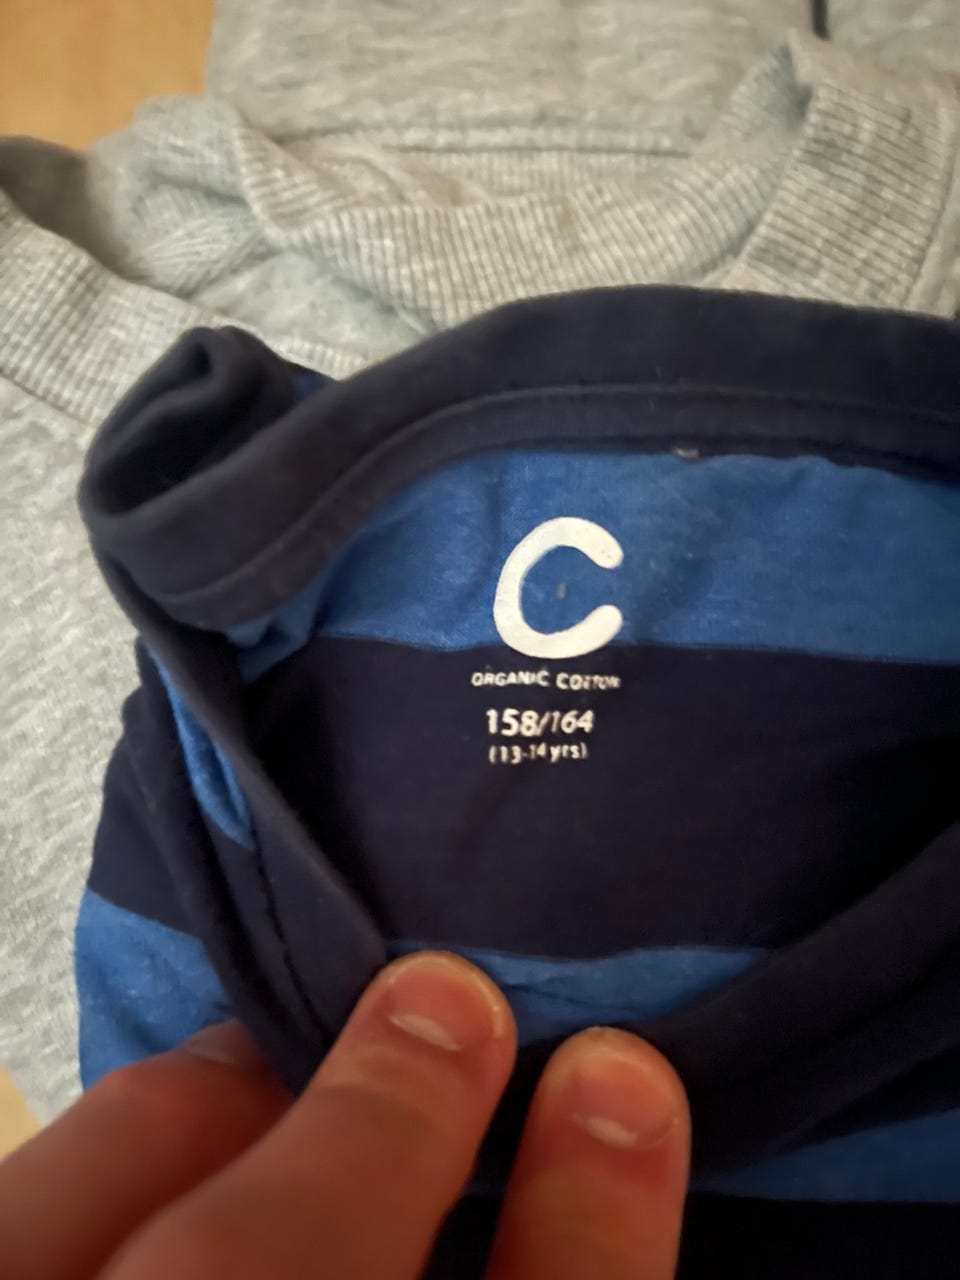 C
ORGANIC COTTON
158/164
(13-14 yrs)